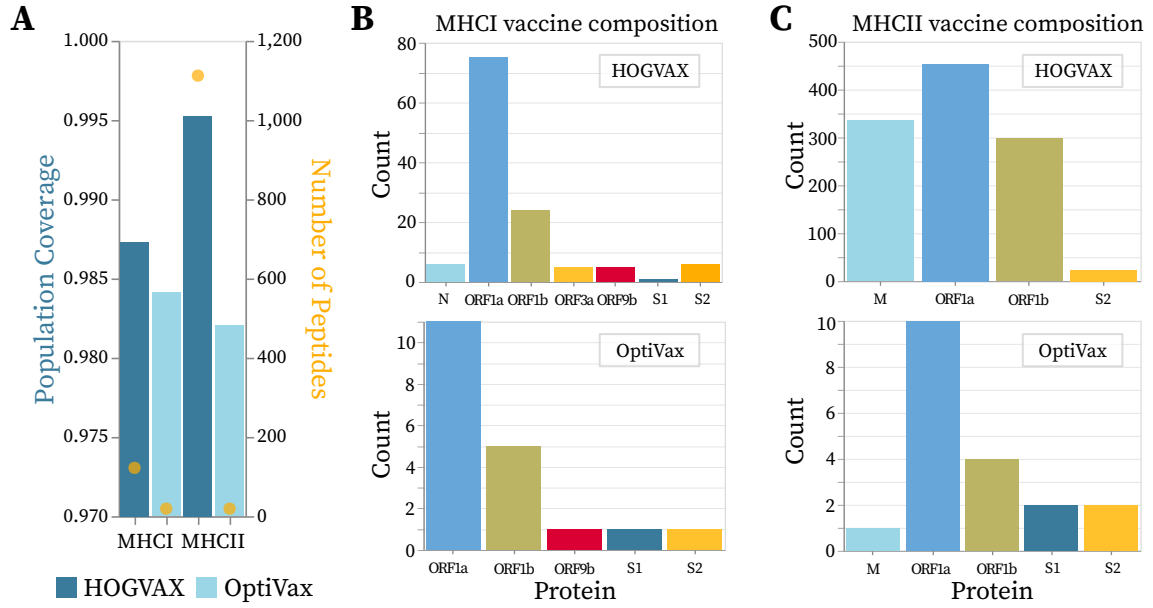 A
1.000
0.995
0.990
0.985
0.980
0.975
0.970
Population Coverage
1,200
1,000
800
600
400
200
0
Number of Peptides
MHCI MHCII
HOGVAX OptiVax
B
MHCI vaccine composition
80
60
40
20
0
Count
HOGVAX
N ORF1a ORF1b ORF3a ORF9b S1 S2
10
8
6
4
2
0
Count
OptiVax
ORF1a ORF1b ORF9b S1 S2
Protein
C
MHCII vaccine composition
500
400
300
200
100
0
Count
HOGVAX
M ORF1a ORF1b S2
10
8
6
4
2
0
Count
OptiVax
M ORF1a ORF1b S1 S2
Protein